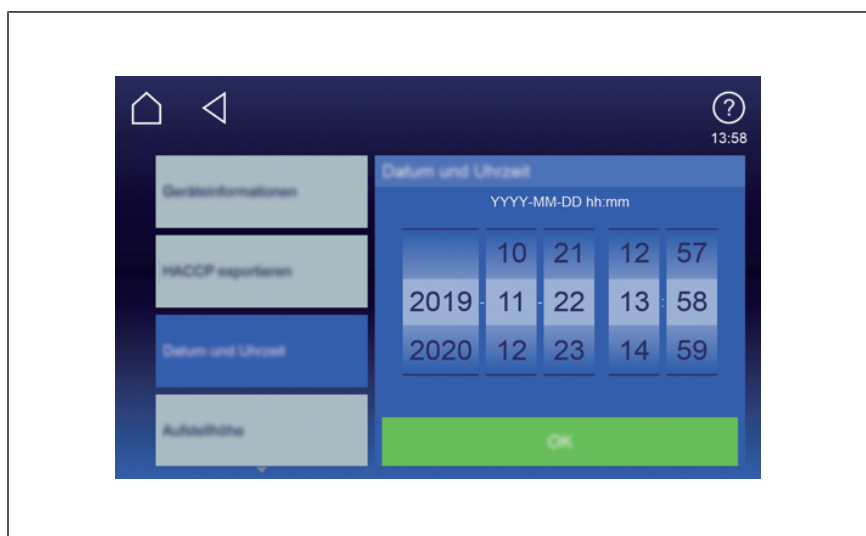 ?
13:58
Geräteinformationen
HACCP exportieren
Datum und Uhrzeit
Aufstellhöhe
Datum und Uhrzeit
YYYY-MM-DD hh:mm
10 21 12 57
2019 - 11 - 22 13 : 58
2020 12 23 14 59
OK